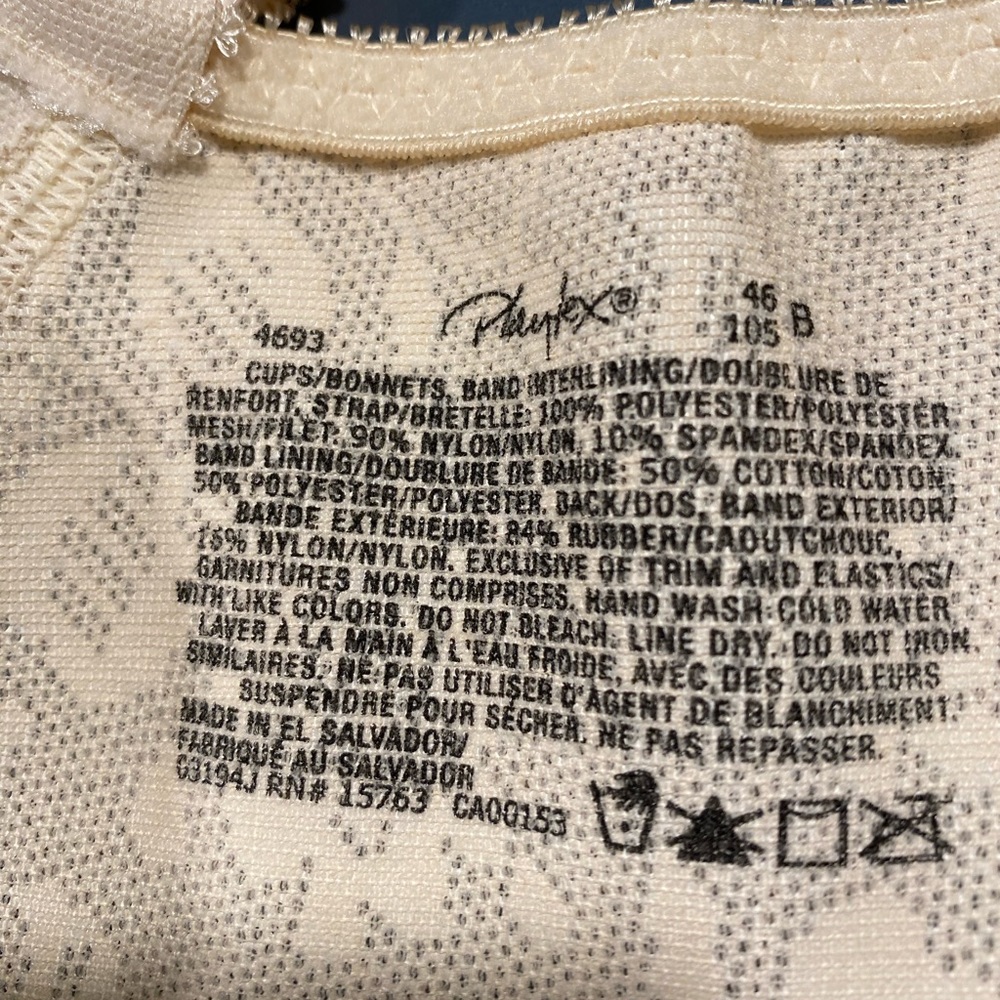 4693 Playtex® 46 B
105
CUPS/BONNETS, BAND INTERLINING/DOUBLURE DE
RENFORT, STRAP/BRETELLE: 100% POLYESTER/POLYESTER.
MESH/FILET: 90% NYLON/NYLON, 10% SPANDEX/SPANDEX.
BAND LINING/DOUBLURE DE BANDE: 50% COTTON/COTON,
50% POLYESTER/POLYESTER. BACK/DOS, BAND EXTERIOR/
BANDE EXTÉRIEURE: 84% RUBBER/CAOUTCHOUC,
16% NYLON/NYLON. EXCLUSIVE OF TRIM AND ELASTICS/
GARNITURES NON COMPRISES. HAND WASH COLD WATER
WITH LIKE COLORS. DO NOT BLEACH. LINE DRY. DO NOT IRON.
LAVER À LA MAIN À L'EAU FROIDE, AVEC DES COULEURS
SIMILAIRES. NE PAS UTILISER D'AGENT DE BLANCHIMENT.
SUSPENDRE POUR SÉCHER. NE PAS REPASSER.
MADE IN EL SALVADOR/
FABRIQUÉ AU SALVADOR
03194J RN# 15763 CA00153